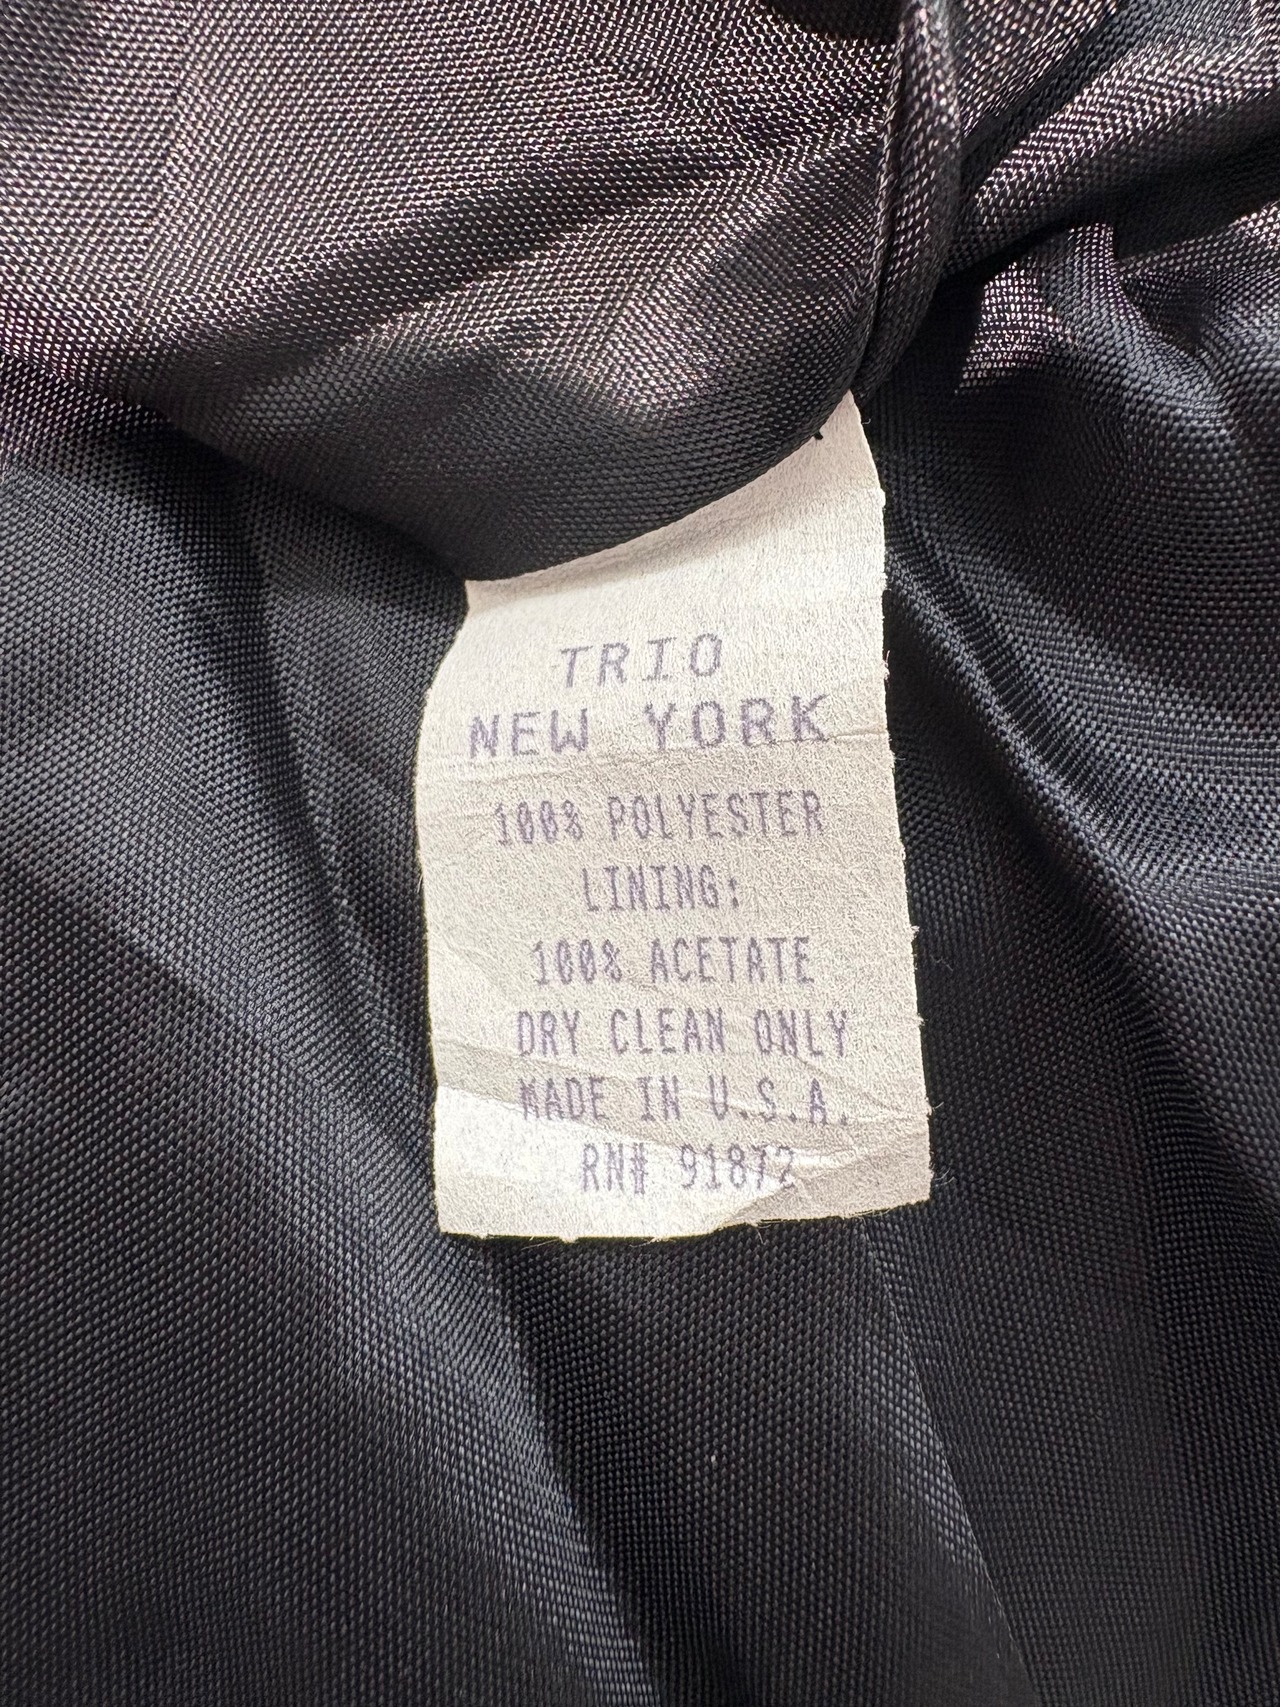 TRIO
NEW YORK
100% POLYESTER
LINING:
100% ACETATE
DRY CLEAN ONLY
MADE IN U.S.A.
RN# 91872